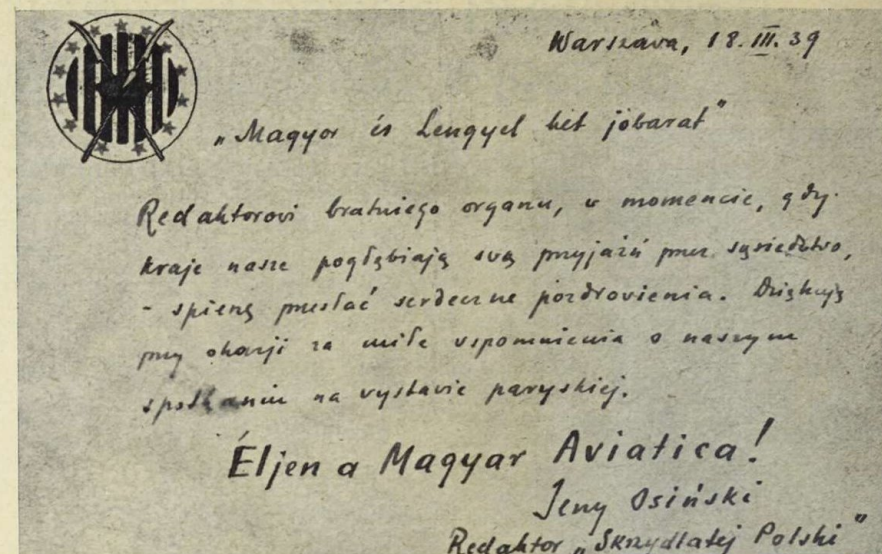 Warszawa, 18. III. 39
„Magyor és Lengyel két jóbarat"
Redaktorowi bratniego organu, w momencie, gdy
kraje nasze pogłębiają swą przyjaźń przez sąsiedztwo,
- spieszę przesłać serdeczne pozdrowienia. Dziękuję
przy okazji za miłe wspomnienia o naszym
spotkaniu na wystawie paryskiej.
Éljen a Magyar Aviatica!
Jerzy Osiński
Redaktor „Skrzydlatej Polski"